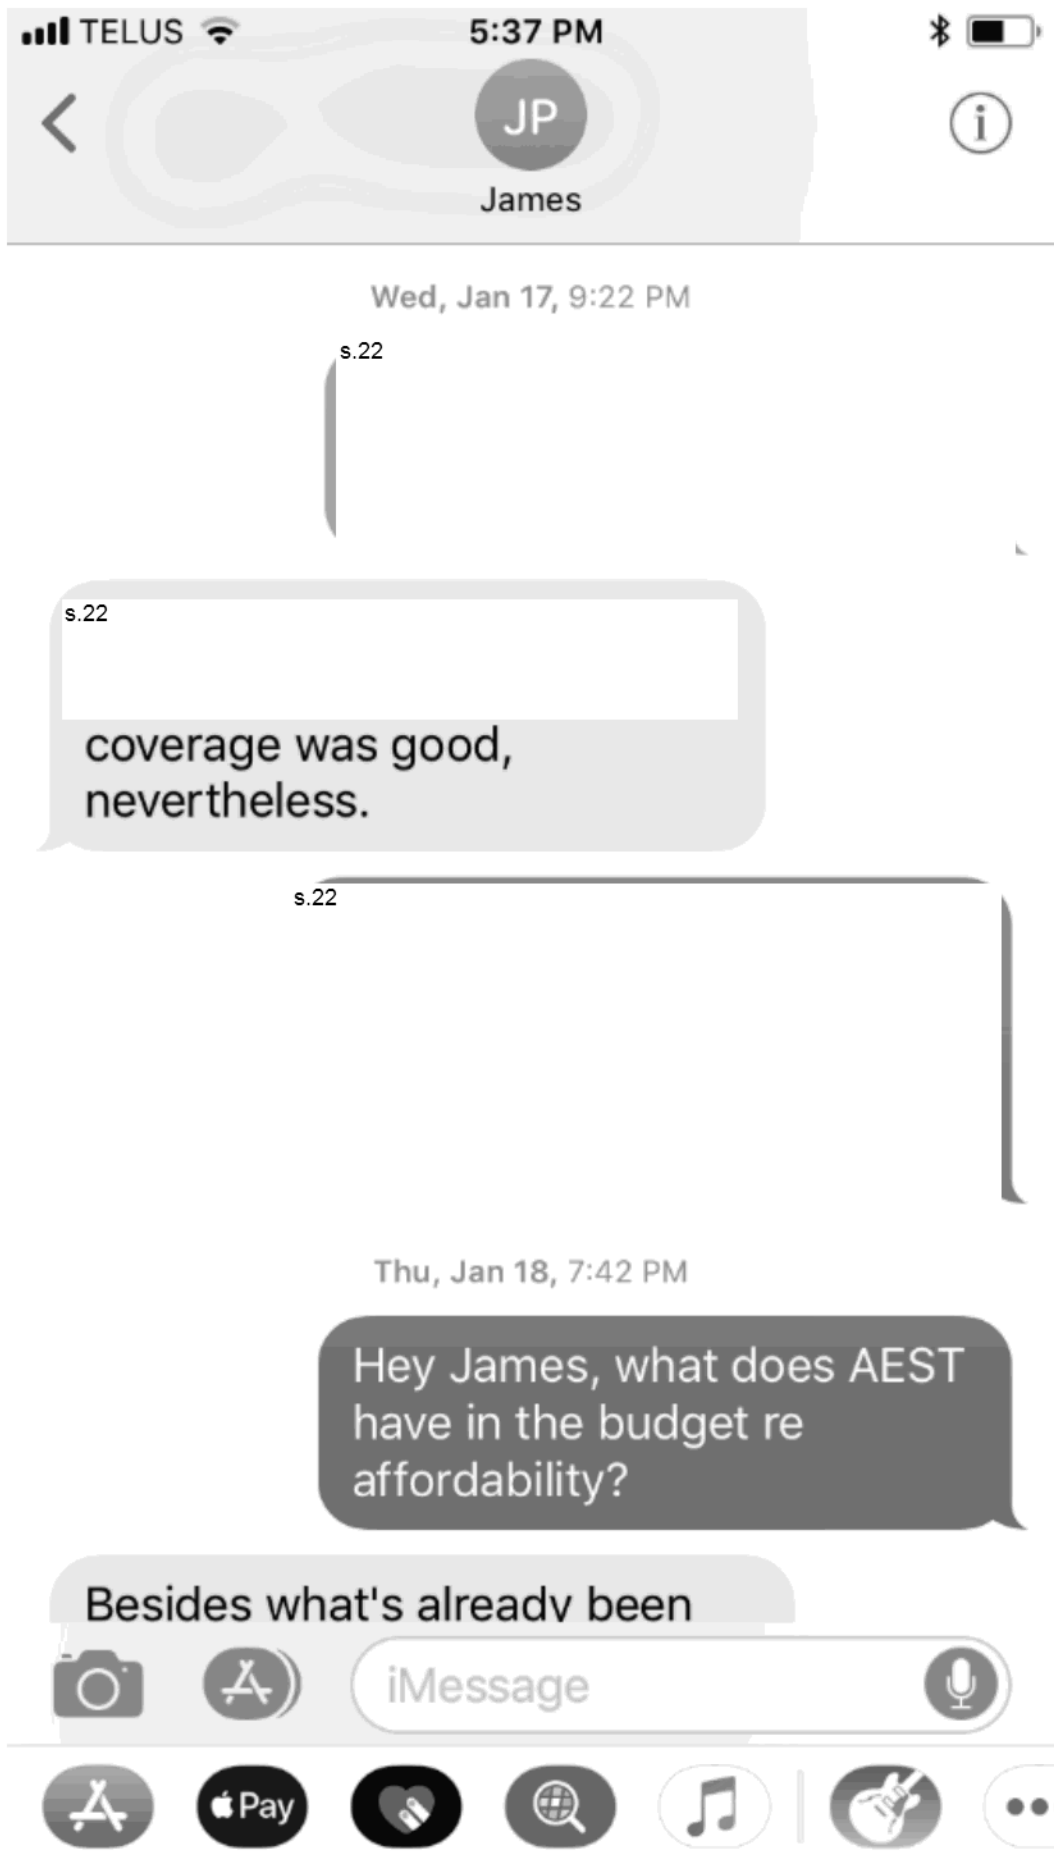 TELUS 5:37 PM
JP
i
James
Wed, Jan 17, 9:22 PM
s.22
s.22
coverage was good,
nevertheless.
s.22
Thu, Jan 18, 7:42 PM
Hey James, what does AEST
have in the budget re
affordability?
Besides what's already been
iMessage
Pay